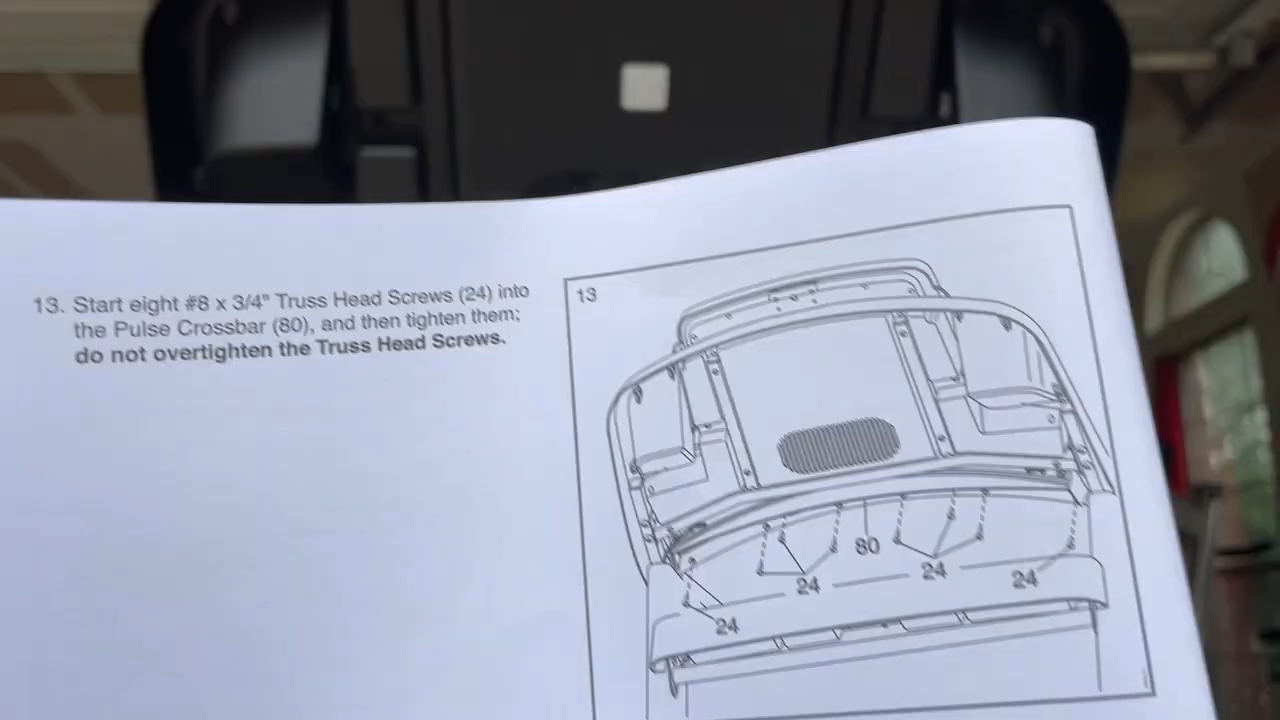 13. Start eight #8 x 3/4" Truss Head Screws (24) into
the Pulse Crossbar (80), and then tighten them;
do not overtighten the Truss Head Screws.
13
80
24
24
24
24